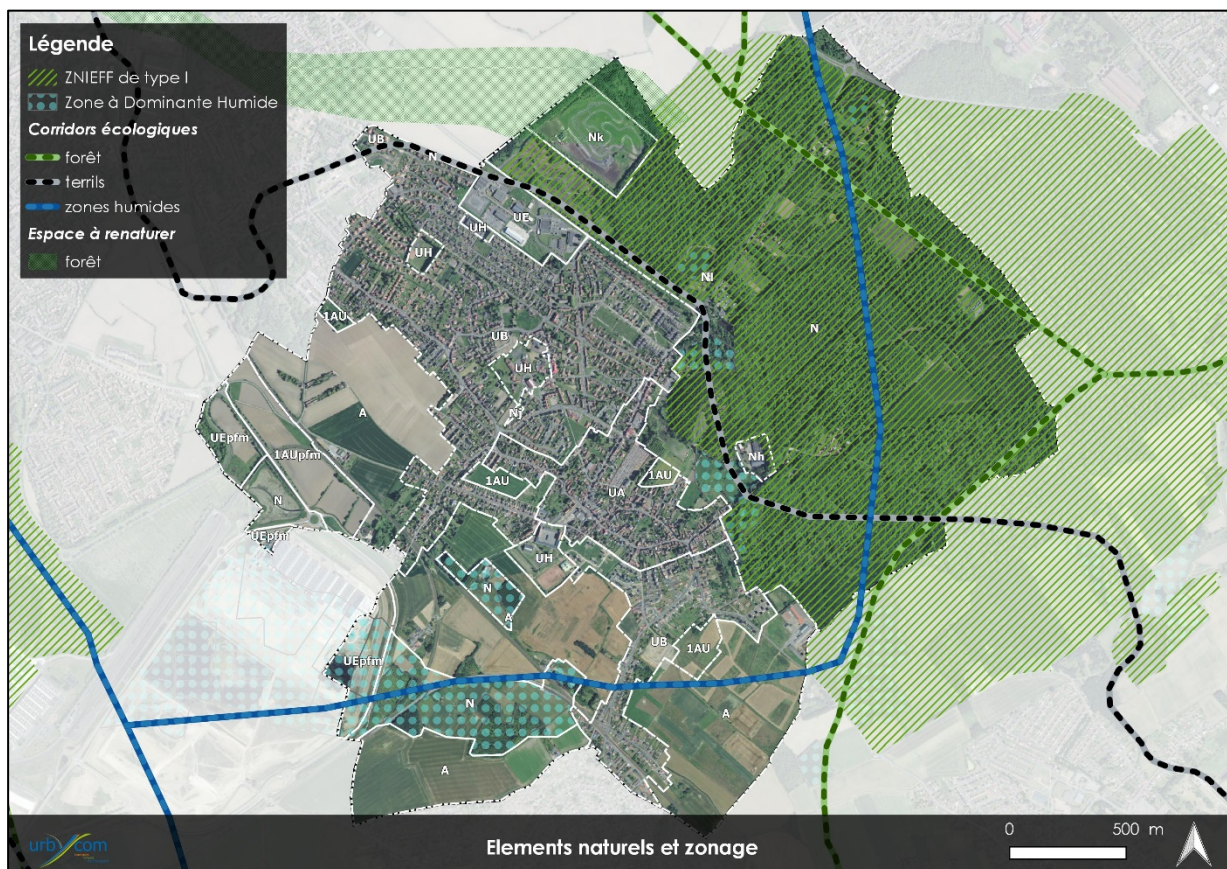 Légende
ZNIEFF de type I
Zone à Dominante Humide
Corridors écologiques
forêt
terrils
zones humides
Espace à renaturer
forêt
UB
N
Nk
UE
UH
UH
Nl
1AU
UB
N
UH
A
Nj
UEpfm
1AUpfm
Nh
1AU
1AU
UA
N
UEpfm
UH
N
A
UB
1AU
UEpfm
N
A
A
urbycom
Elements naturels et zonage
0 500 m